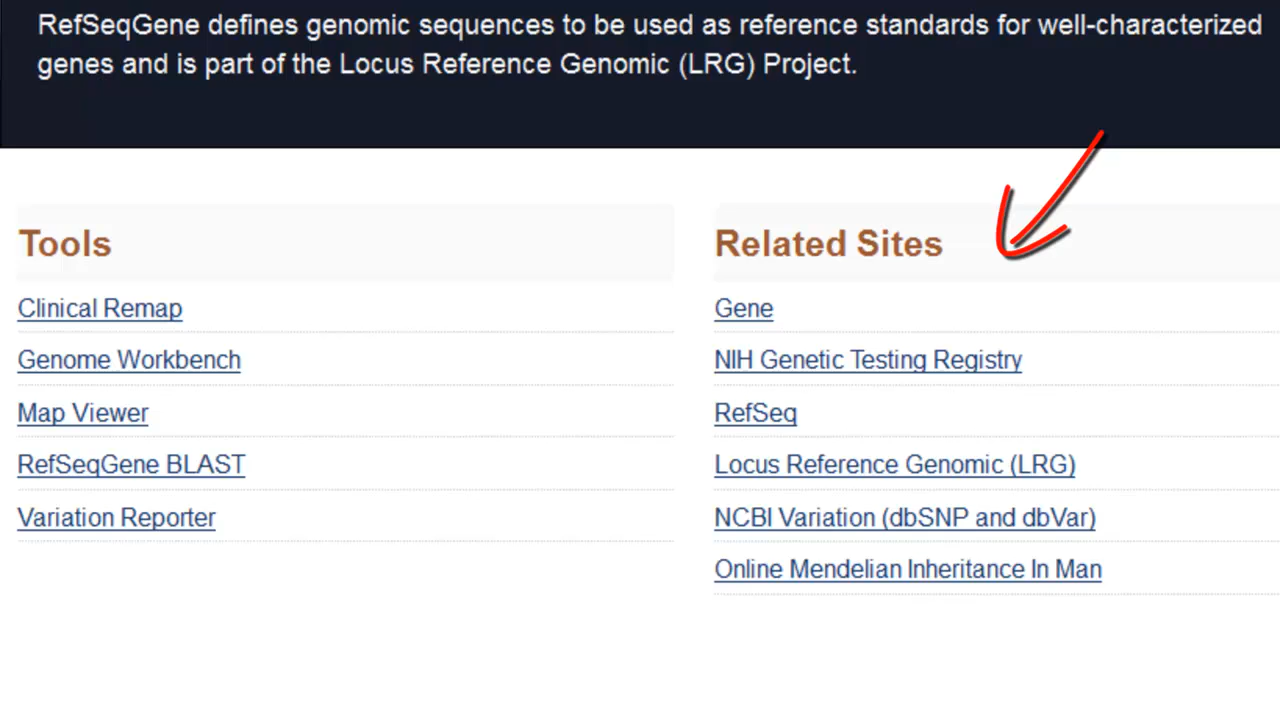 RefSeqGene defines genomic sequences to be used as reference standards for well-characterized
genes and is part of the Locus Reference Genomic (LRG) Project.
Tools
Clinical Remap
Genome Workbench
Map Viewer
RefSeqGene BLAST
Variation Reporter
Related Sites
Gene
NIH Genetic Testing Registry
RefSeq
Locus Reference Genomic (LRG)
NCBI Variation (dbSNP and dbVar)
Online Mendelian Inheritance In Man